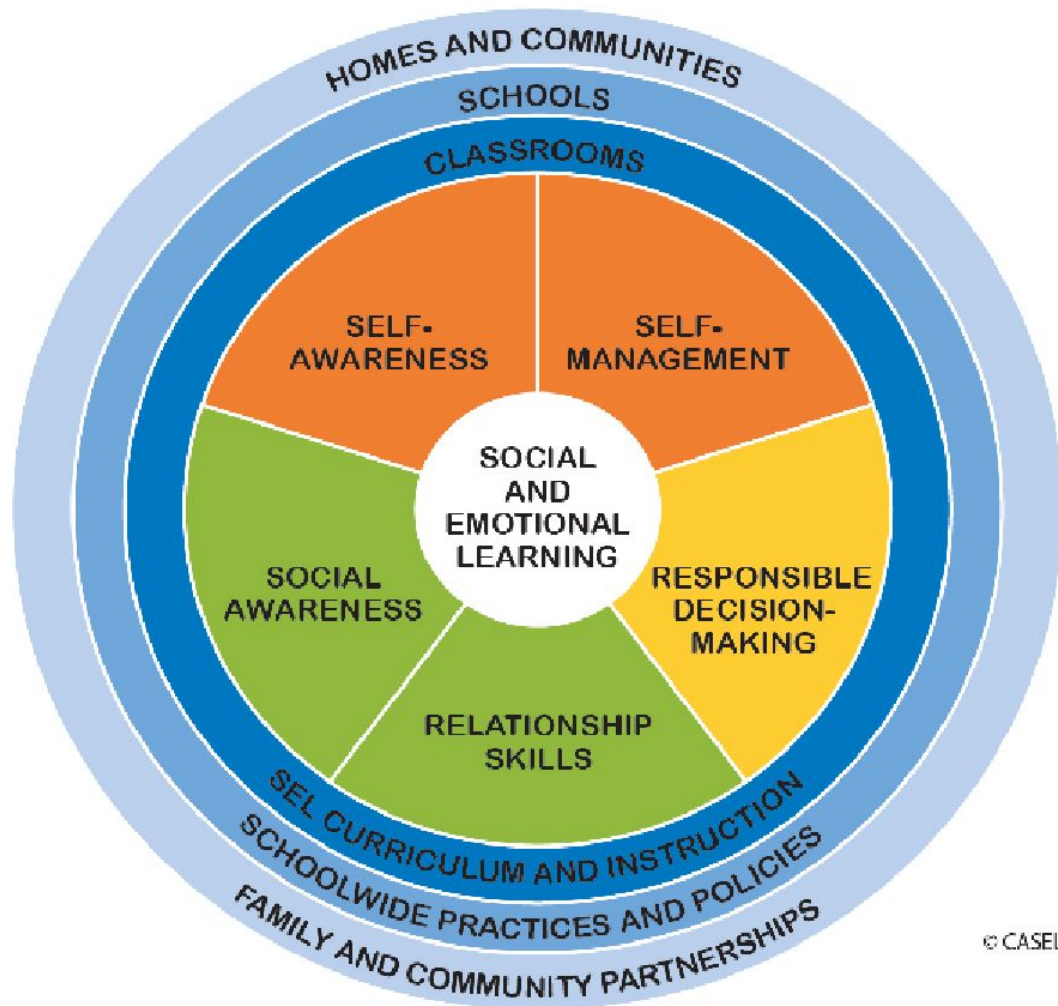 HOMES AND COMMUNITIES
SCHOOLS
CLASSROOMS
SELF-
AWARENESS
SELF-
MANAGEMENT
SOCIAL
AND
EMOTIONAL
LEARNING
SOCIAL
AWARENESS
RESPONSIBLE
DECISION-
MAKING
RELATIONSHIP
SKILLS
SEL CURRICULUM AND INSTRUCTION
SCHOOLWIDE PRACTICES AND POLICIES
FAMILY AND COMMUNITY PARTNERSHIPS
© CASEL